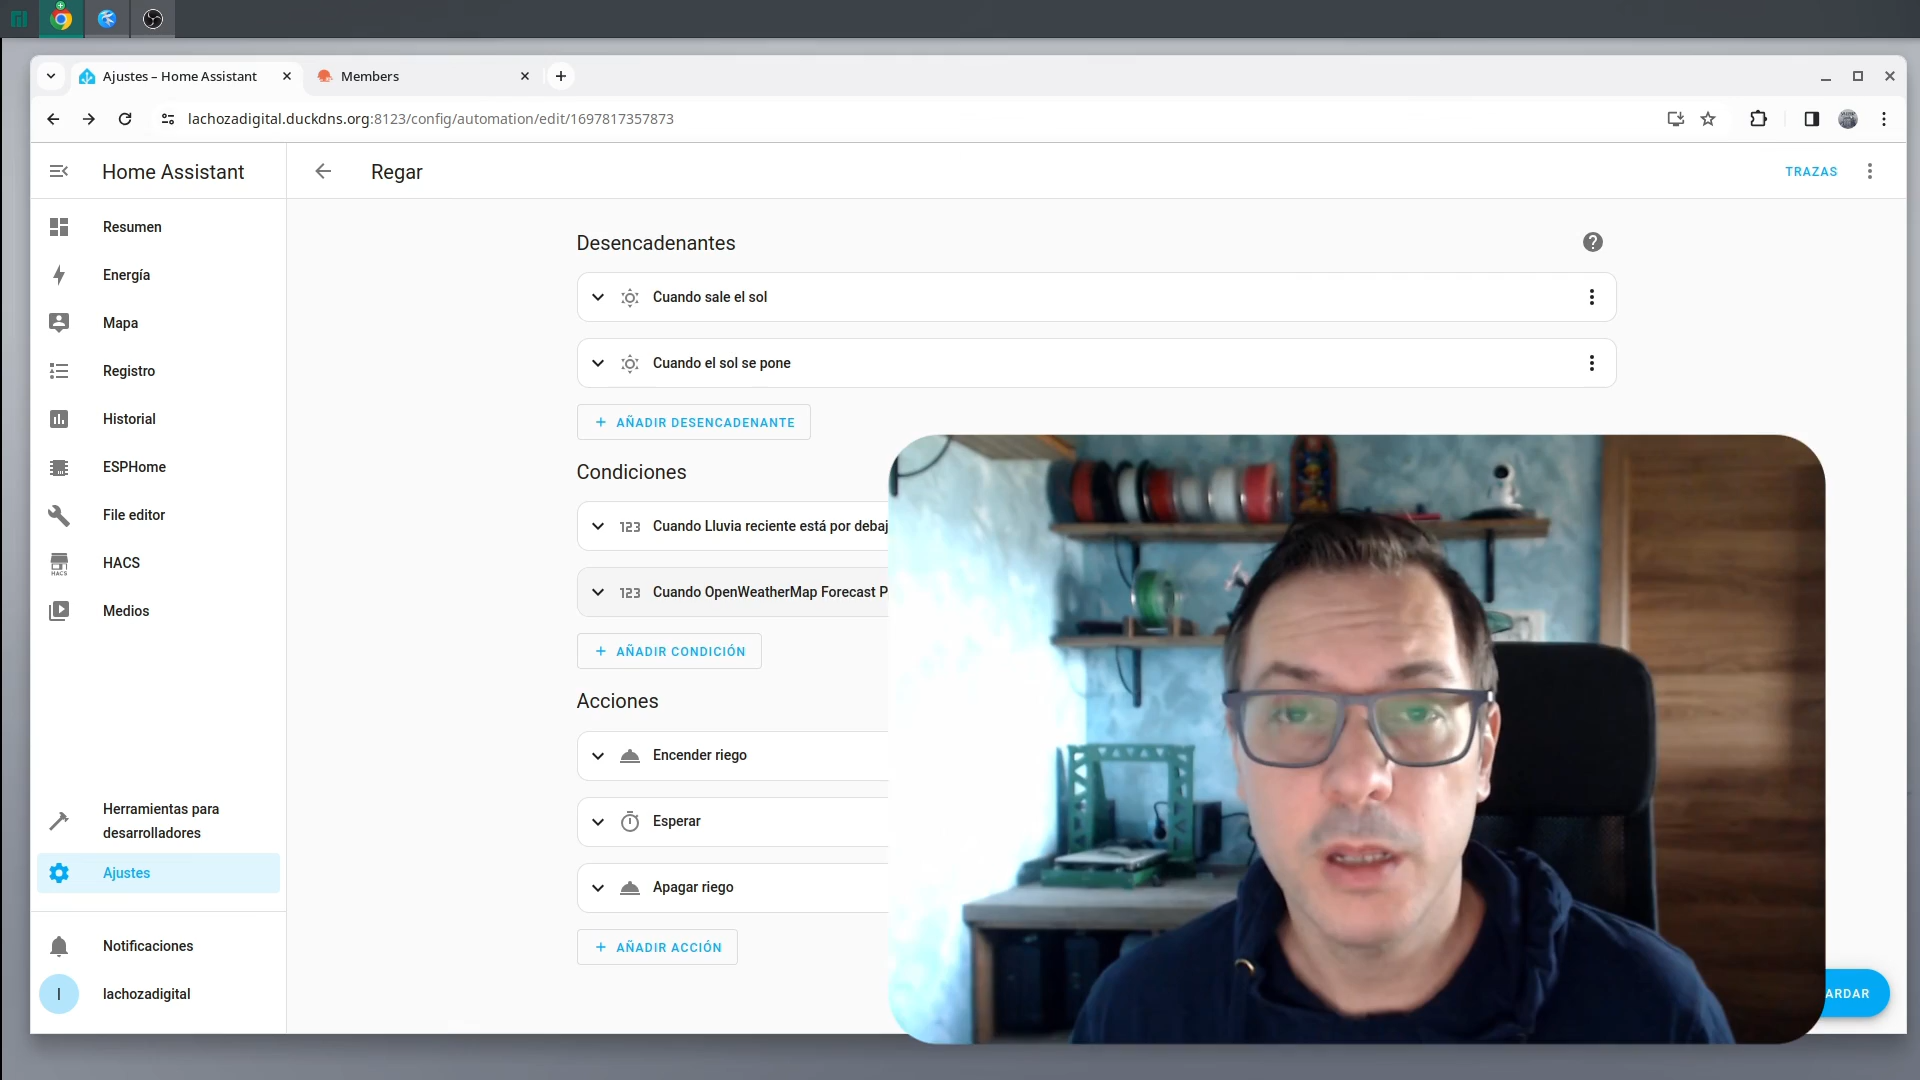 Ajustes – Home Assistant
Members
lachozadigital.duckdns.org:8123/config/automation/edit/1697817357873
Home Assistant
Regar
TRAZAS
Resumen
Energía
Mapa
Registro
Historial
ESPHome
File editor
HACS
HACS
Medios
Herramientas para
desarrolladores
Ajustes
Notificaciones
I
lachozadigital
Desencadenantes
Cuando sale el sol
Cuando el sol se pone
+ AÑADIR DESENCADENANTE
Condiciones
123 Cuando Lluvia reciente está por debaj
123 Cuando OpenWeatherMap Forecast P
+ AÑADIR CONDICIÓN
Acciones
Encender riego
Esperar
Apagar riego
+ AÑADIR ACCIÓN
ARDAR